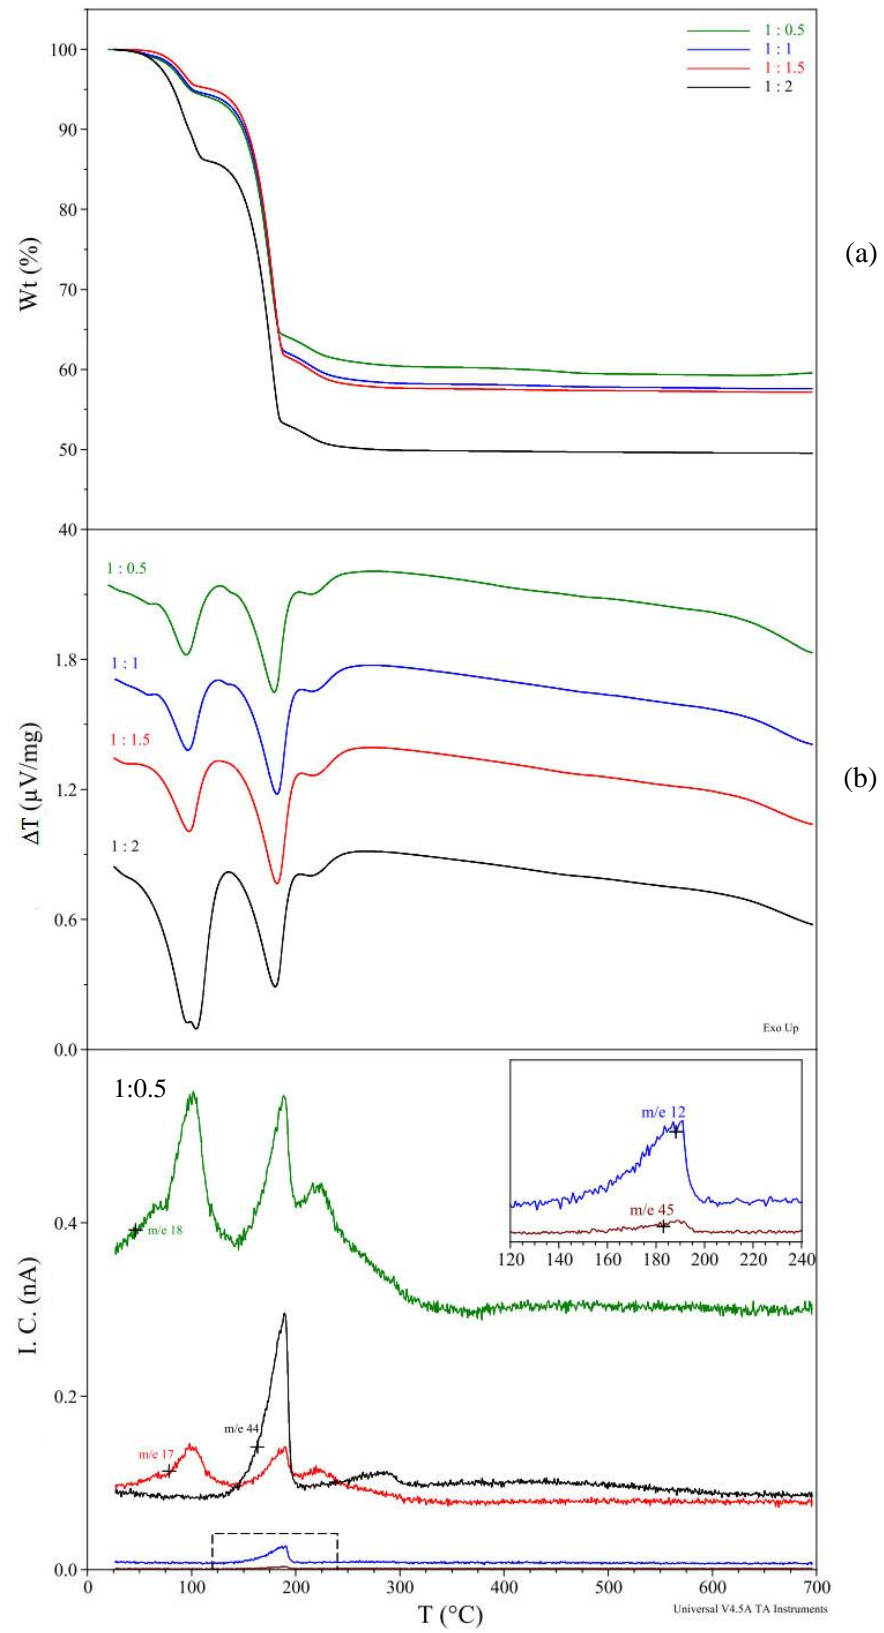 1 : 0.5
1 : 1
1 : 1.5
1 : 2
100
90
80
70
60
50
40
Wt (%)
(a)
1 : 0.5
1 : 1
1 : 1.5
1 : 2
1.8
1.2
0.6
0.0
ΔT (µV/mg)
(b)
Exo Up
1:0.5
m/e 12
m/e 45
120 140 160 180 200 220 240
m/e 18
m/e 44
m/e 17
0.4
0.2
0.0
I. C. (nA)
0 100 200 300 400 500 600 700
T (°C)
Universal V4.5A TA Instruments